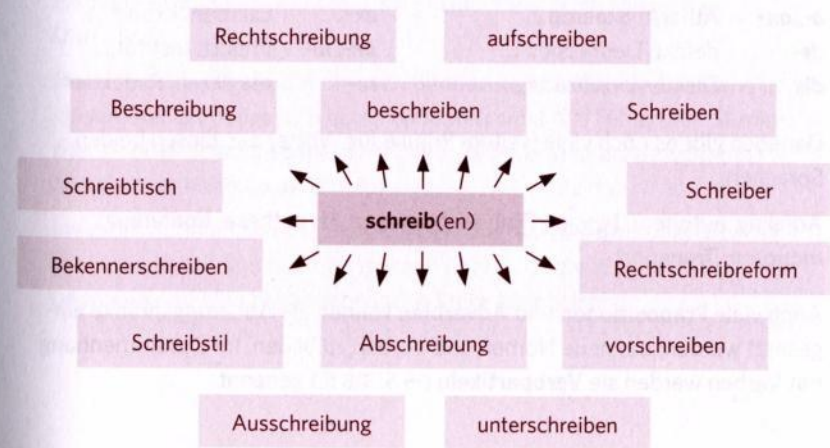 Rechtschreibung aufschreiben
Beschreibung beschreiben Schreiben
Schreibtisch Schreiber
schreib(en)
Bekennerschreiben Rechtschreibreform
Schreibstil Abschreibung vorschreiben
Ausschreibung unterschreiben